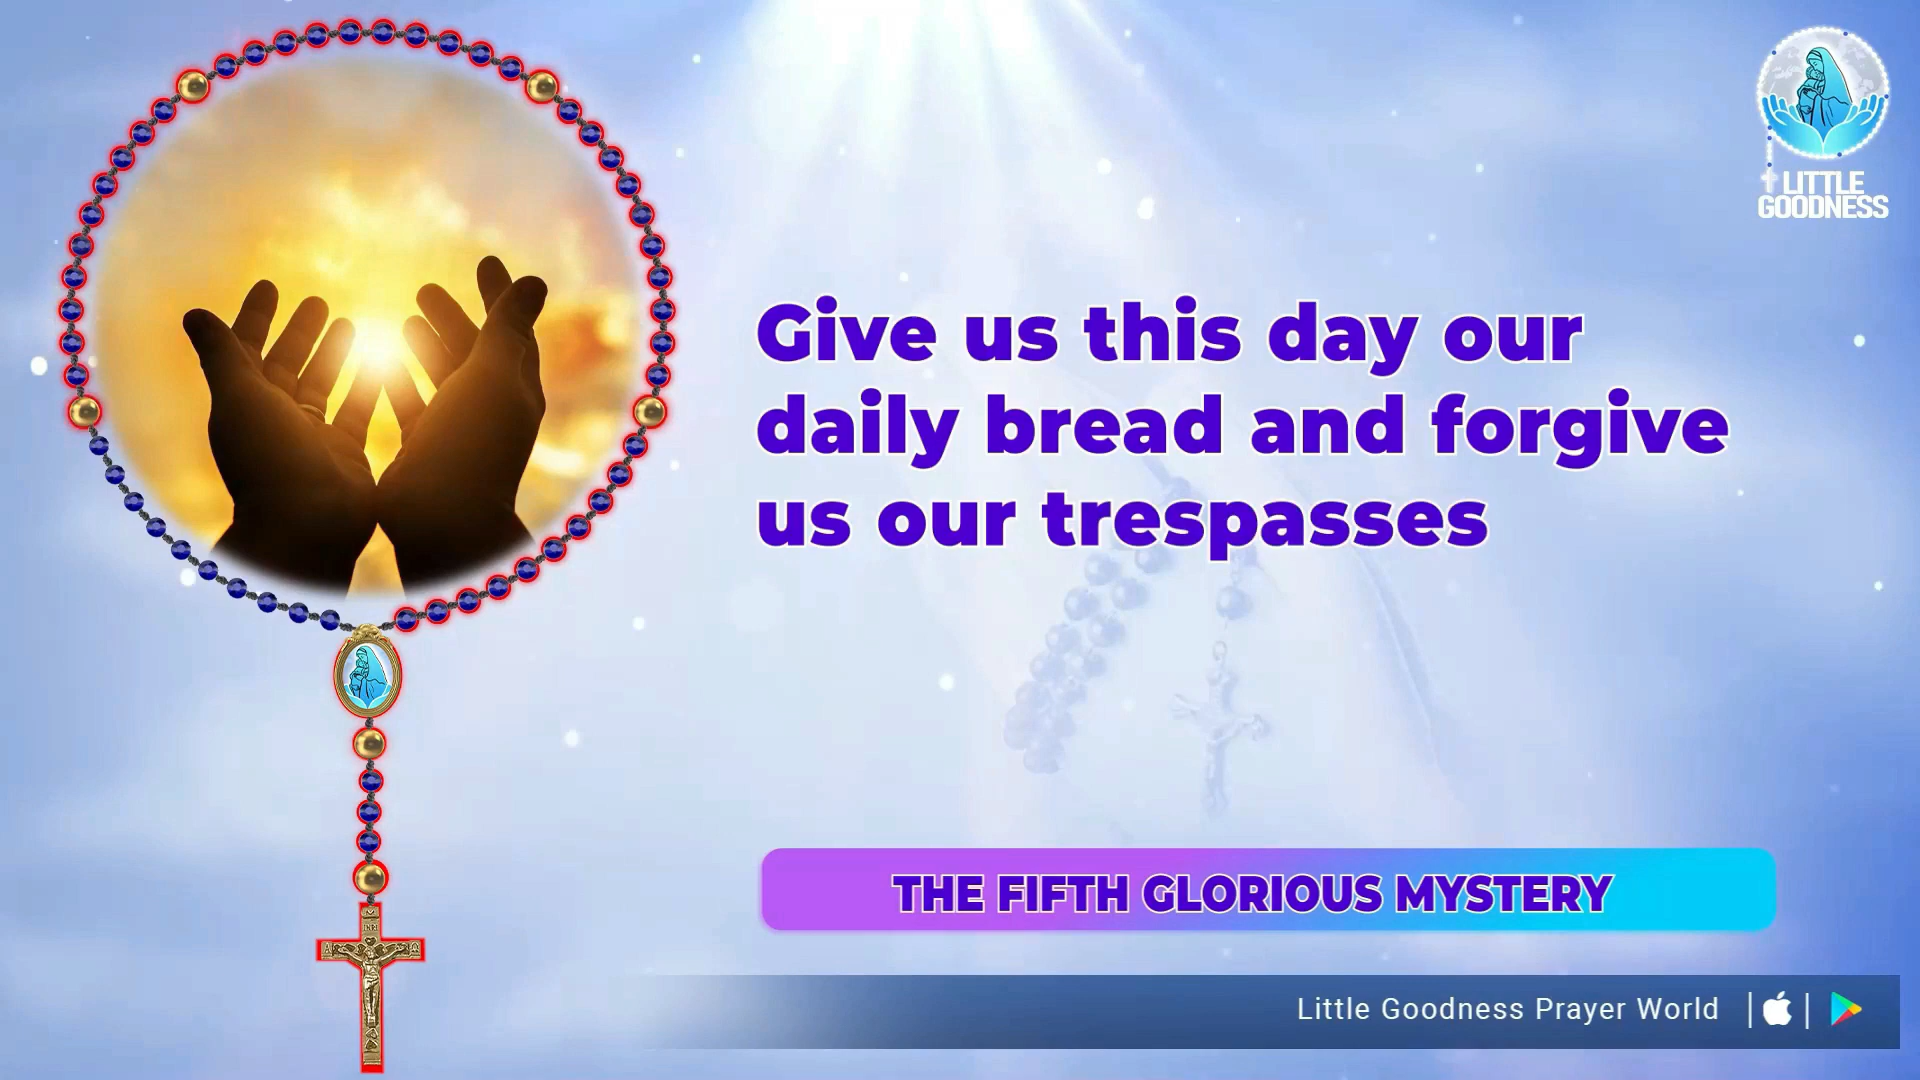 LITTLE
GOODNESS
Give us this day our
daily bread and forgive
us our trespasses
THE FIFTH GLORIOUS MYSTERY
INRI
Little Goodness Prayer World